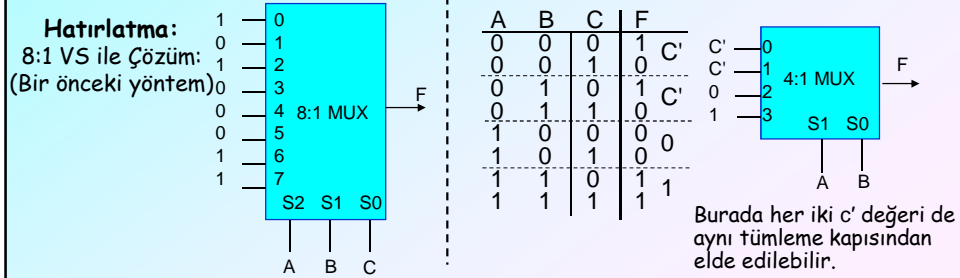 Hatırlatma:
8:1 VS ile Çözüm:
(Bir önceki yöntem)
1 0
0 1
1 2
0 3
0 4 8:1 MUX F
0 5
1 6
1 7
S2 S1 S0
A B C
A B C F
0 0 0 1 C'
0 0 1 0
0 1 0 1 C'
0 1 1 0
1 0 0 0 0
1 0 1 0
1 1 0 1 1
1 1 1 1
C' 0
C' 1 4:1 MUX F
0 2
1 3
S1 S0
A B
Burada her iki c' değeri de
aynı tümleme kapısından
elde edilebilir.